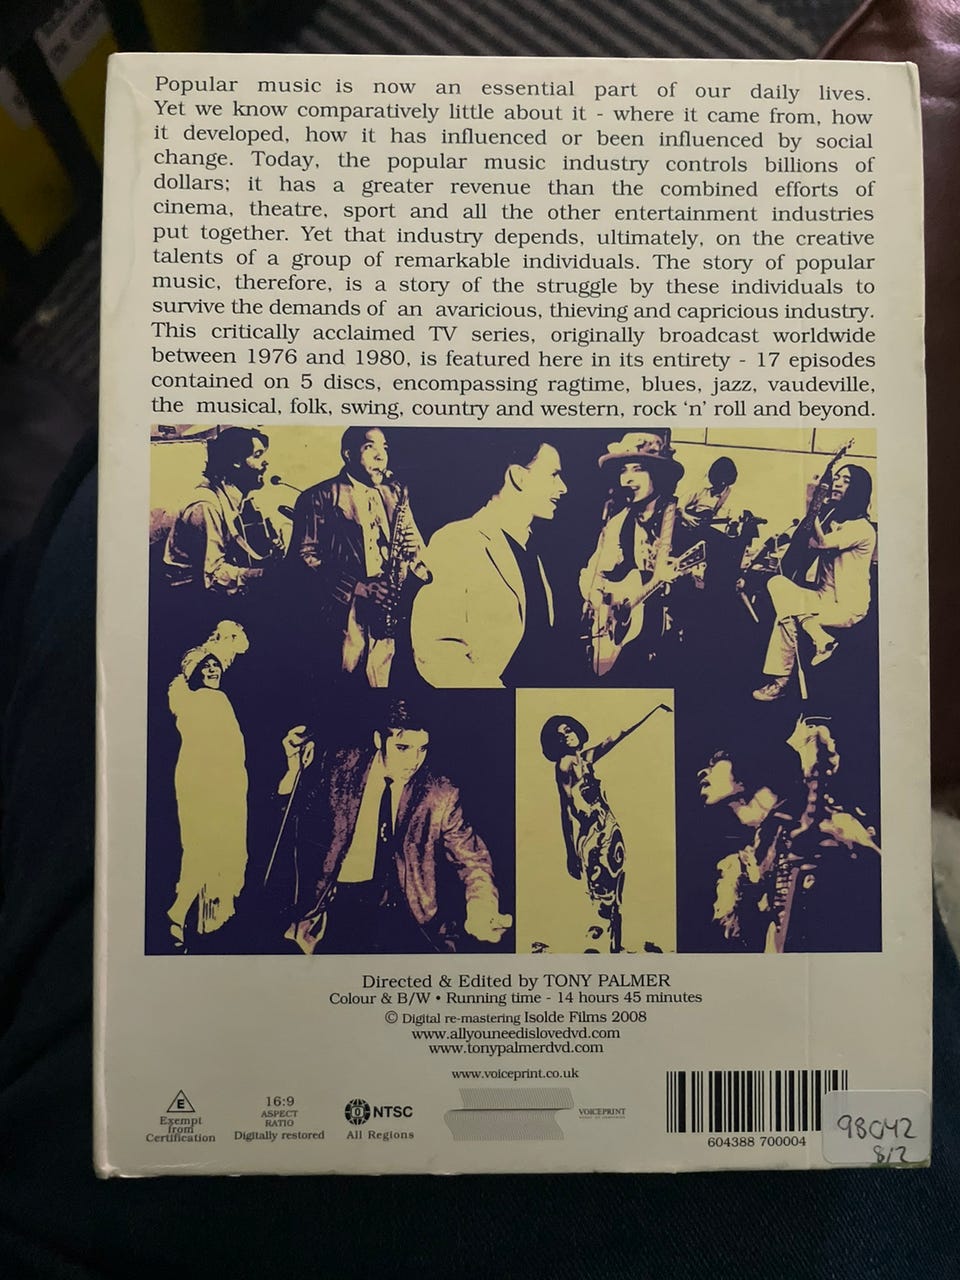 Popular music is now an essential part of our daily lives.
Yet we know comparatively little about it - where it came from, how
it developed, how it has influenced or been influenced by social
change. Today, the popular music industry controls billions of
dollars; it has a greater revenue than the combined efforts of
cinema, theatre, sport and all the other entertainment industries
put together. Yet that industry depends, ultimately, on the creative
talents of a group of remarkable individuals. The story of popular
music, therefore, is a story of the struggle by these individuals to
survive the demands of an avaricious, thieving and capricious industry.
This critically acclaimed TV series, originally broadcast worldwide
between 1976 and 1980, is featured here in its entirety - 17 episodes
contained on 5 discs, encompassing ragtime, blues, jazz, vaudeville,
the musical, folk, swing, country and western, rock 'n' roll and beyond.
Directed & Edited by TONY PALMER
Colour & B/W • Running time - 14 hours 45 minutes
© Digital re-mastering Isolde Films 2008
www.allyouneedislovedvd.com
www.tonypalmerdvd.com
www.voiceprint.co.uk
E
Exempt
from
Certification
16:9
ASPECT
RATIO
Digitally restored
0 NTSC
All Regions
VOICEPRINT
604388 700004
98042
8/2